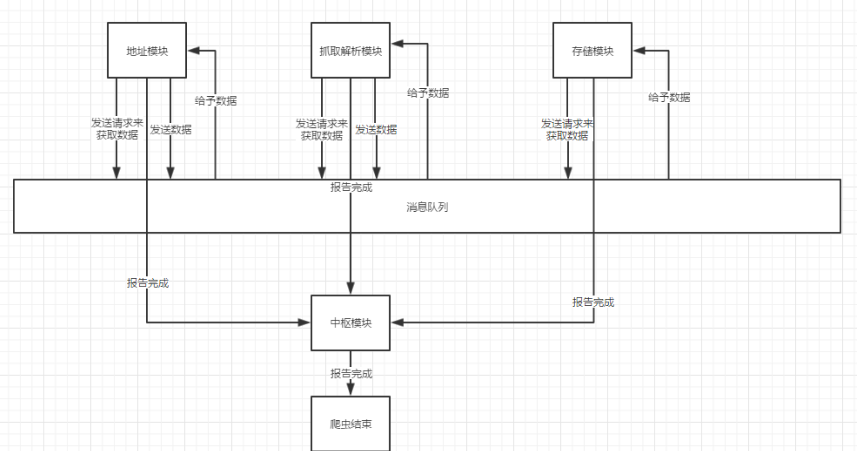 地址模块
抓取解析模块
存储模块
给予数据
给予数据
给予数据
发送请求来
获取数据
发送数据
发送请求来
获取数据
发送数据
发送请求来
获取数据
报告完成
消息队列
报告完成
报告完成
中枢模块
报告完成
爬虫结束